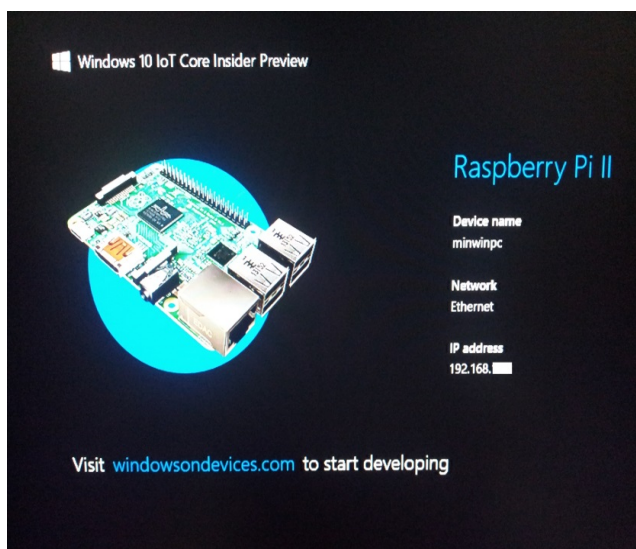 Windows 10 IoT Core Insider Preview
Raspberry Pi II
Device name
minwinpc
Network
Ethernet
IP address
192.168.
Visit windowsondevices.com to start developing